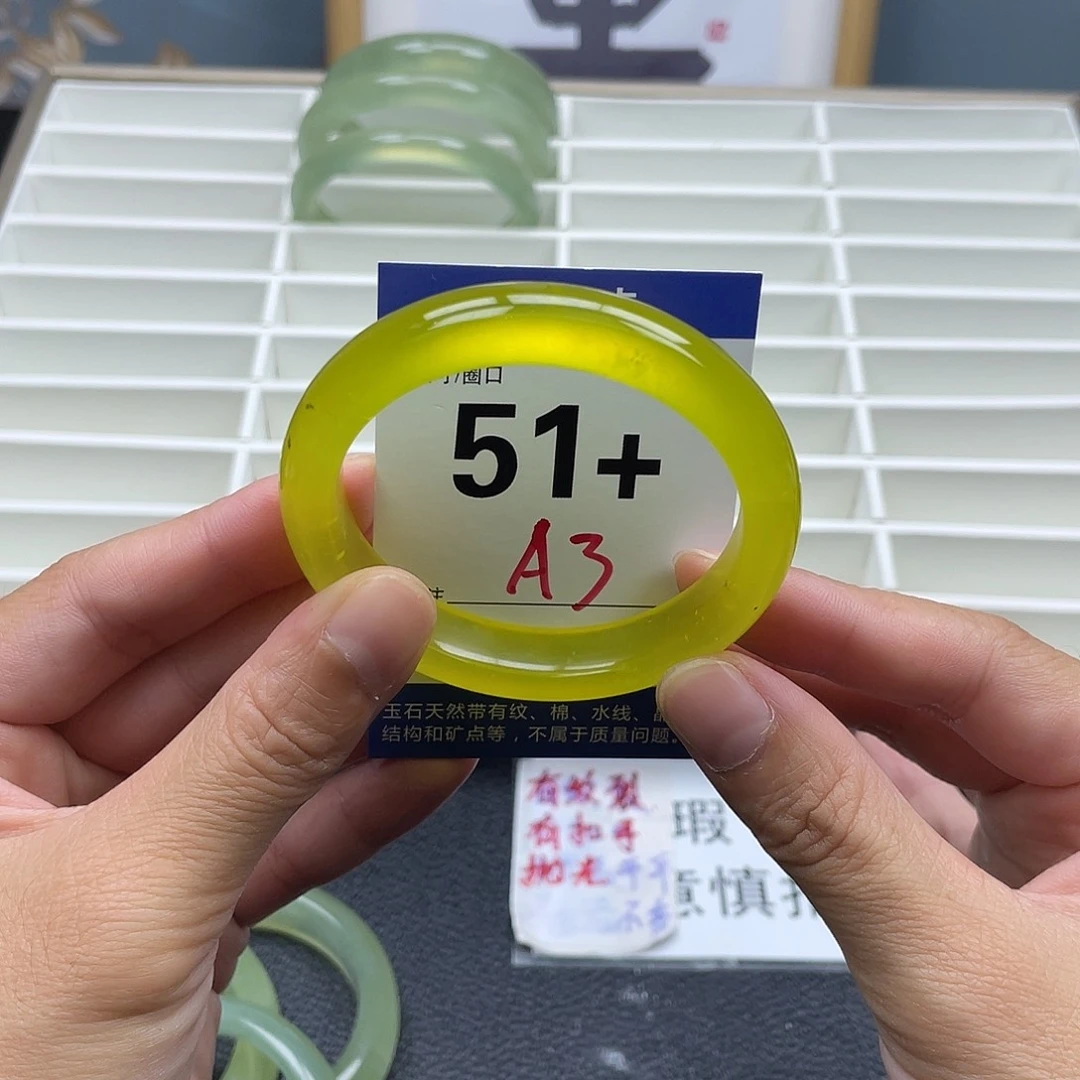 /圈口
51+
A3
玉石天然带有纹、棉、水线、
结构和矿点等，不属于质量问题。
有纹裂
有扣手
抛光
瑕
意慎拍